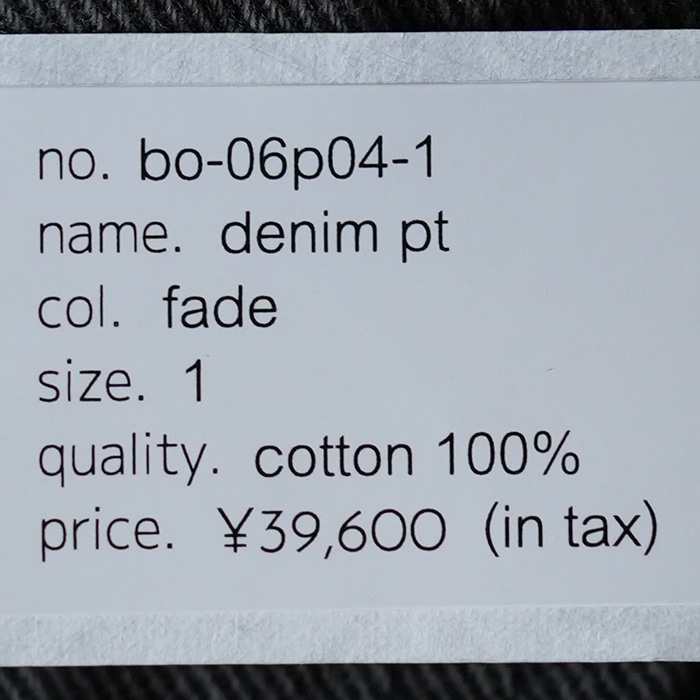 no. bo-06p04-1
name. denim pt
col. fade
size. 1
quality. cotton 100%
price. ¥39,600 (in tax)